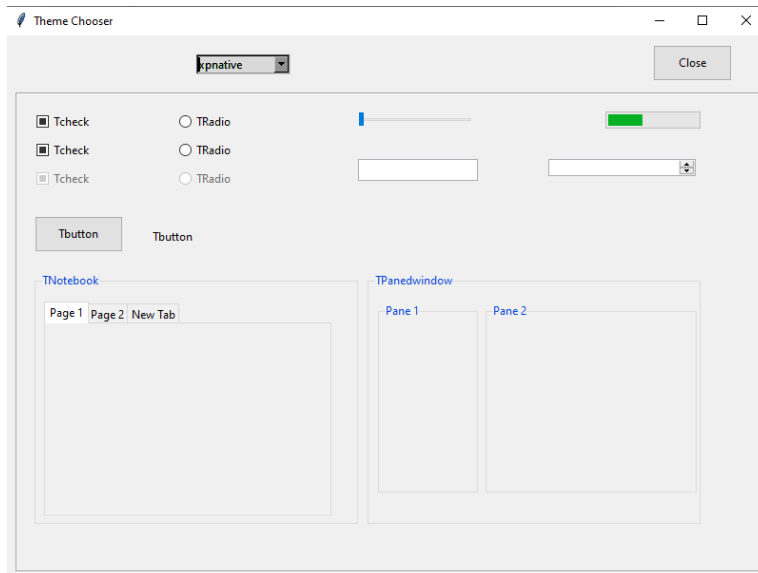 Theme Chooser
xpnative
Close
Tcheck TRadio
Tcheck TRadio
Tcheck TRadio
Tbutton Tbutton
TNotebook TPanedwindow
Page 1 Page 2 New Tab Pane 1 Pane 2